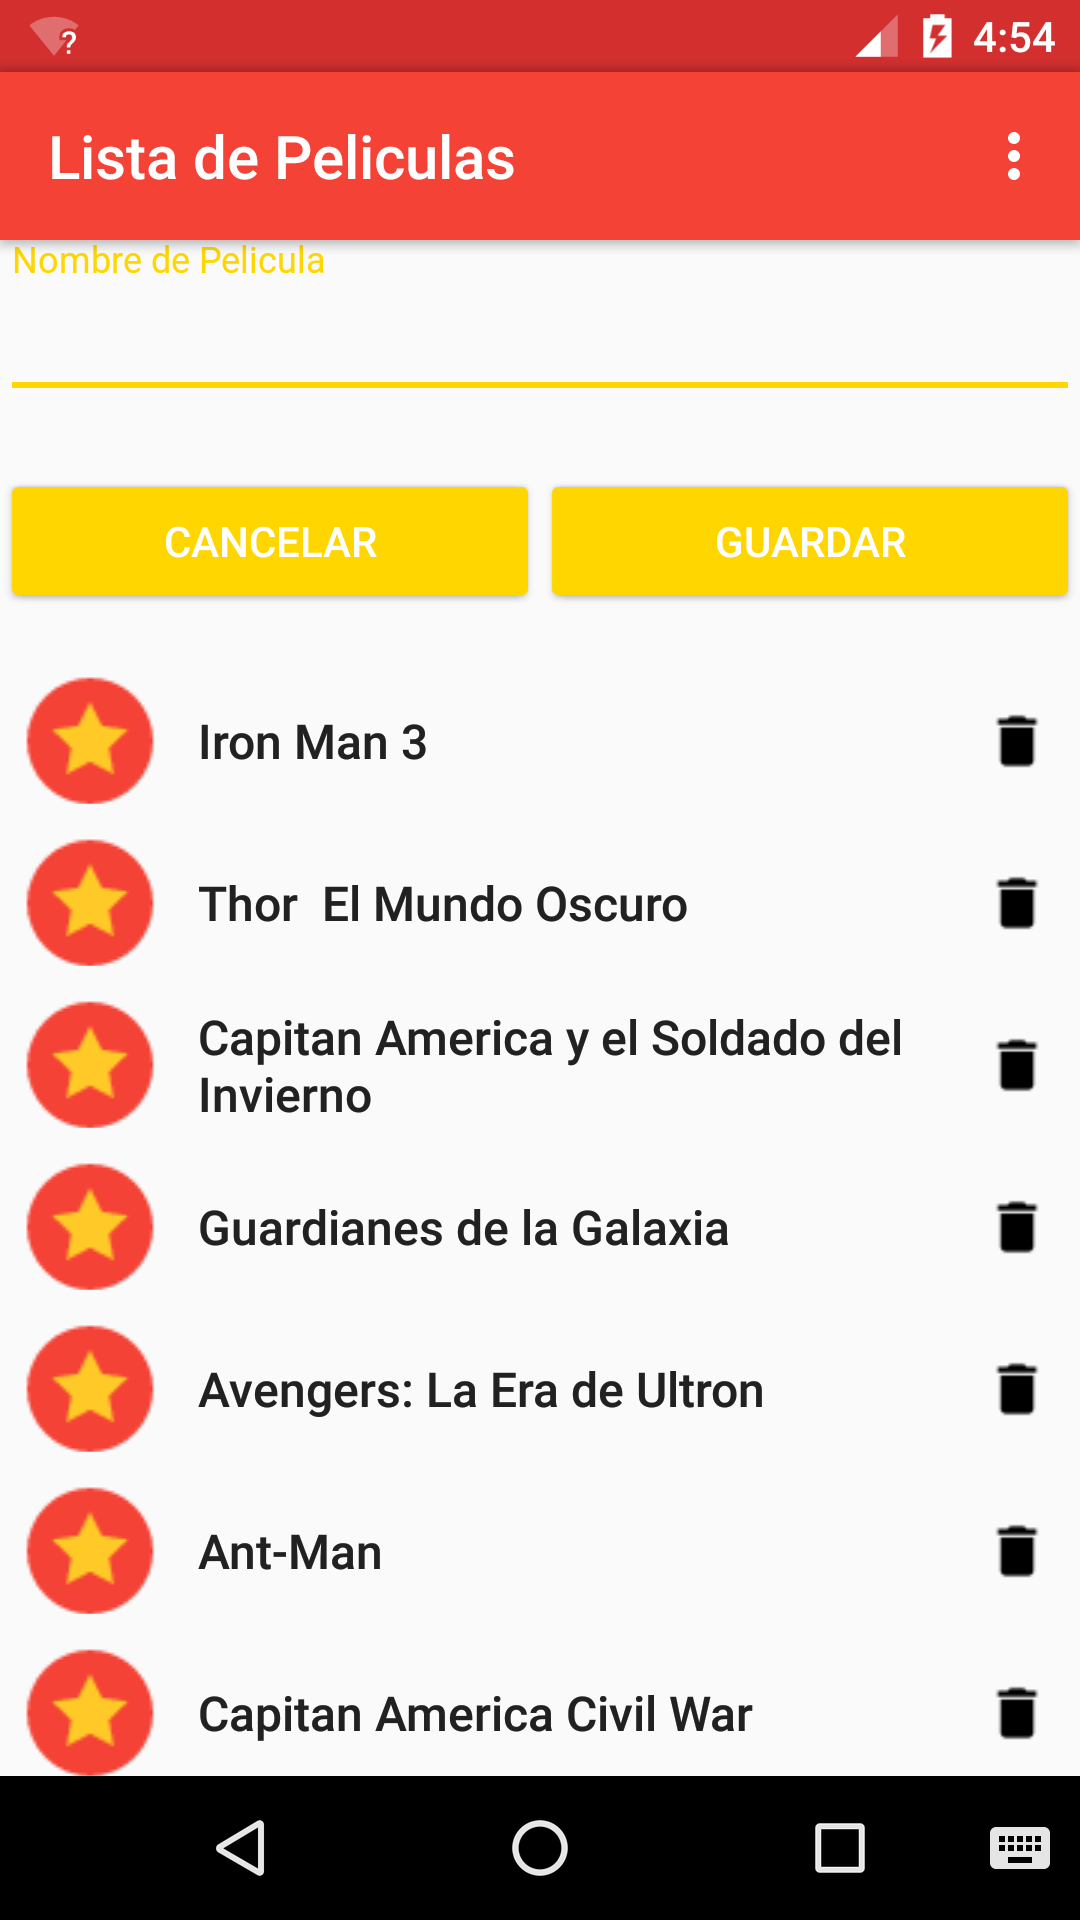 ?
4:54
Lista de Peliculas
Nombre de Pelicula
CANCELAR GUARDAR
Iron Man 3
Thor  El Mundo Oscuro
Capitan America y el Soldado del
Invierno
Guardianes de la Galaxia
Avengers: La Era de Ultron
Ant-Man
Capitan America Civil War